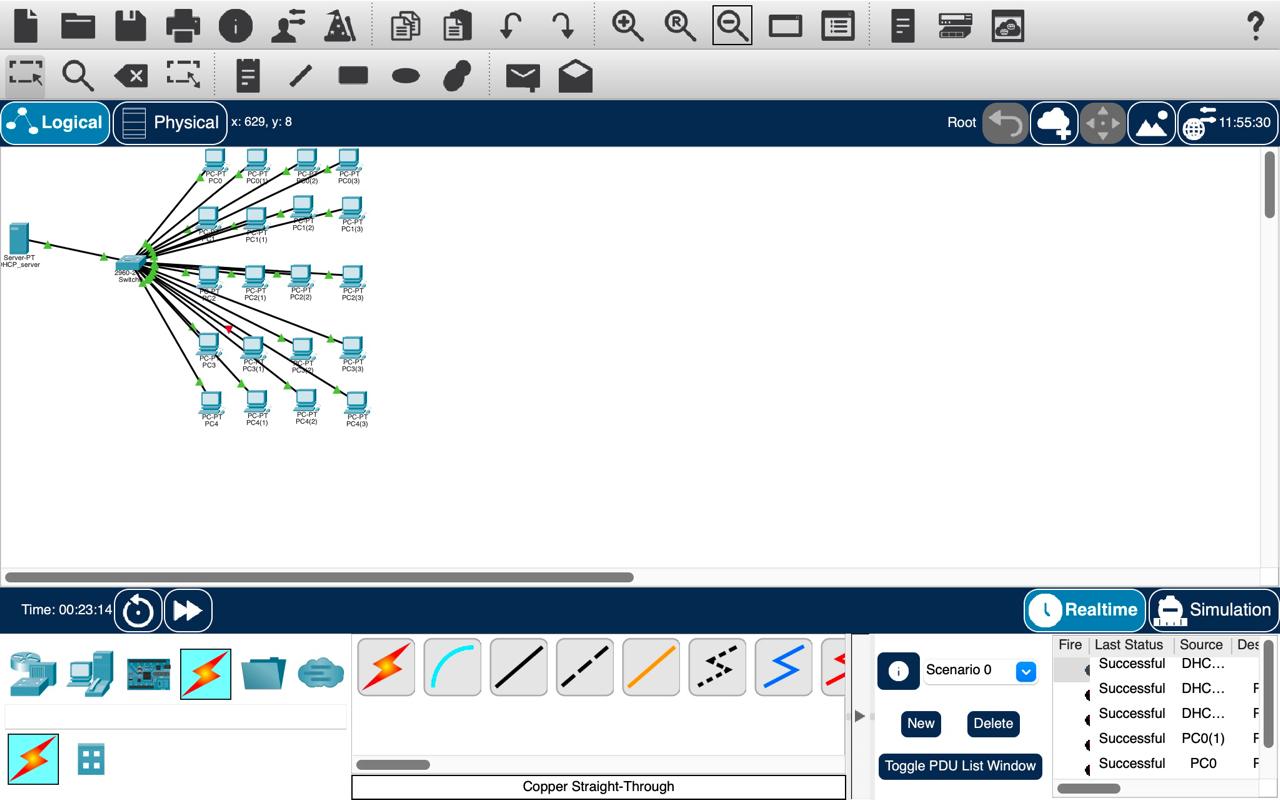 Logical
Physical
x: 629, y: 8
Root
11:55:30
PC-PT
PC0
PC-PT
PC0(1)
PC-PT
PC0(2)
PC-PT
PC0(3)
PC-PT
PC1
PC-PT
PC1(1)
PC-PT
PC1(2)
PC-PT
PC1(3)
Server-PT
HCP_server
Switch
PC-PT
PC2
PC-PT
PC2(1)
PC-PT
PC2(2)
PC-PT
PC2(3)
PC-PT
PC3
PC-PT
PC3(1)
PC-PT
PC3(2)
PC-PT
PC3(3)
PC-PT
PC4
PC-PT
PC4(1)
PC-PT
PC4(2)
PC-PT
PC4(3)
Time: 00:23:14
Realtime
Simulation
Scenario 0
New
Delete
Toggle PDU List Window
Fire Last Status Source Des
Successful DHC...
Successful DHC... F
Successful DHC... F
Successful PC0(1) F
Successful PC0 F
Copper Straight-Through